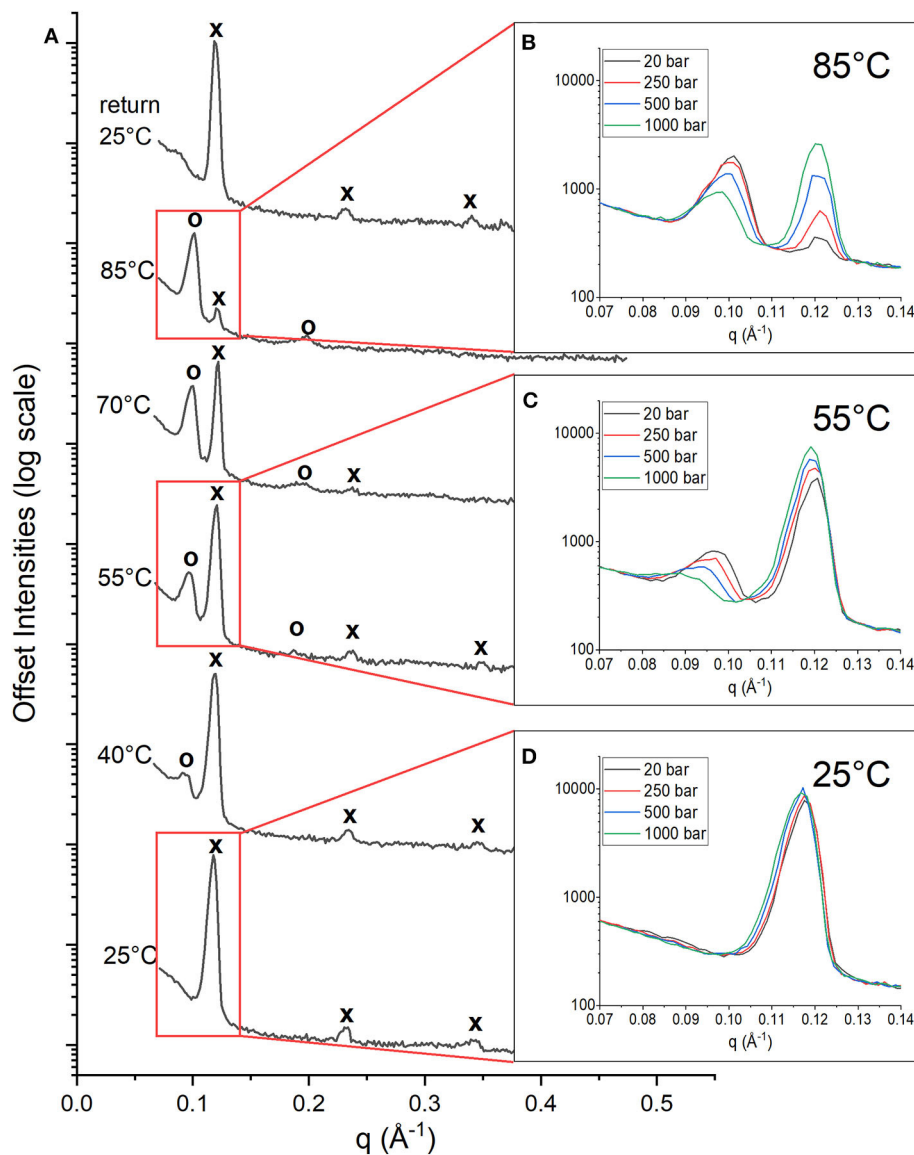 A
Offset Intensities (log scale)
x
return
25°C
x
x
o
85°C
x
o
x
70°C
o
o
x
x
55°C
o
o
x
x
x
40°C
o
x
x
x
25°C
x
x
0.0
0.1
0.2
0.3
0.4
0.5
q (Å-1)
B
20 bar
250 bar
500 bar
1000 bar
85°C
10000
1000
100
0.07 0.08 0.09 0.10 0.11 0.12 0.13 0.14
q (Å-1)
C
20 bar
250 bar
500 bar
1000 bar
55°C
10000
1000
100
0.07 0.08 0.09 0.10 0.11 0.12 0.13 0.14
q (Å-1)
D
20 bar
250 bar
500 bar
1000 bar
25°C
10000
1000
100
0.07 0.08 0.09 0.10 0.11 0.12 0.13 0.14
q (Å-1)